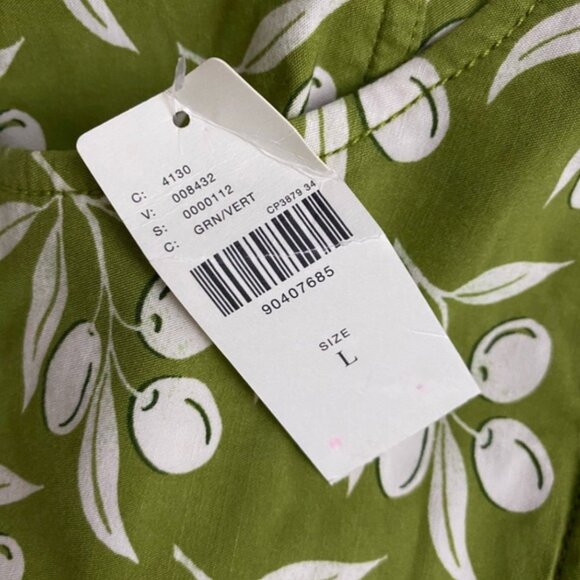 C: 4130
V: 008432
S: 0000112
C: GRN/VERT
CP3879 34
90407685
SIZE
L